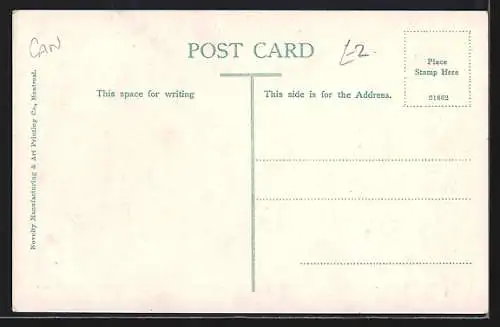 CAN
POST CARD
L-2.
Place
Stamp Here
51662
This space for writing
This side is for the Address.
Novelty Manufacturing & Art Printing Co., Montreal.